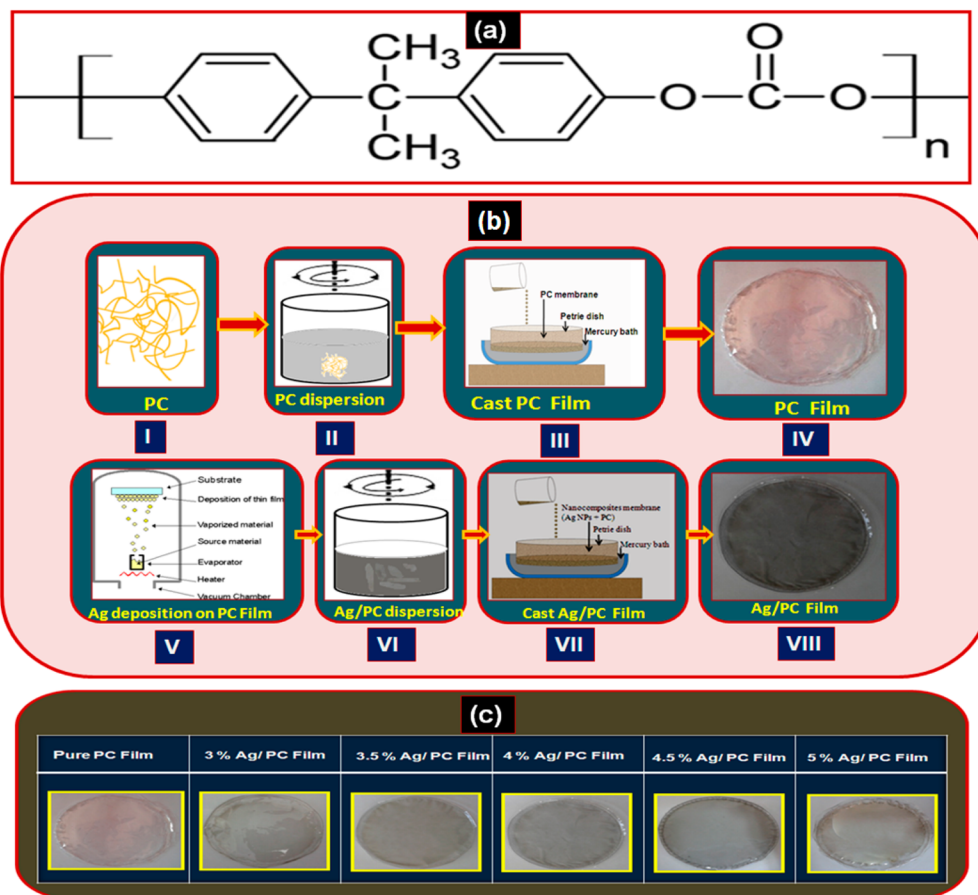 (a)
CH3
O
C
O
C
O
CH3
n
(b)
PC
PC dispersion
PC membrane
Petrie dish
Mercury bath
Cast PC Film
PC Film
I
II
III
IV
Substrate
Deposition of thin film
Vaporized material
Source material
Evaporator
Heater
Vacuum Chamber
Ag deposition on PC Film
Ag/PC dispersion
Nanocomposites membrane
(Ag NPs + PC)
Petrie dish
Mercury bath
Cast Ag/PC Film
Ag/PC Film
V
VI
VII
VIII
(c)
Pure PC Film
3 % Ag/ PC Film
3.5 % Ag/ PC Film
4 % Ag/ PC Film
4.5 % Ag/ PC Film
5 % Ag/ PC Film